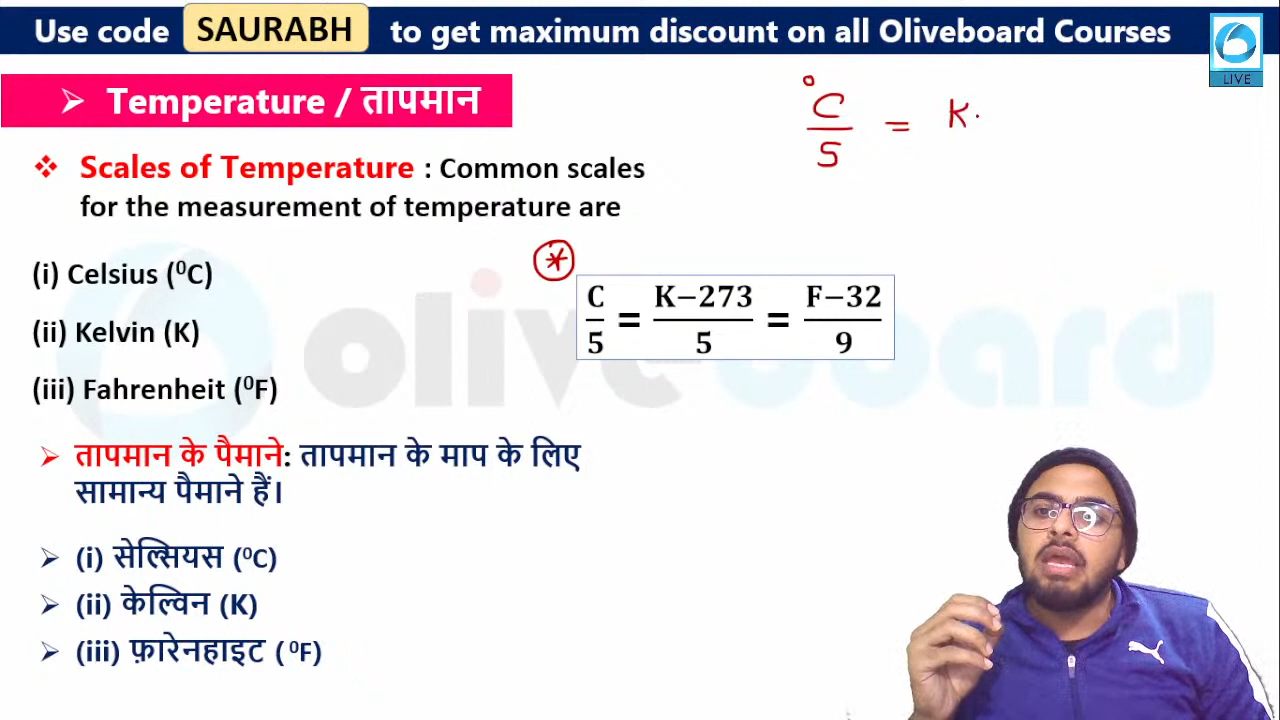 Use code SAURABH to get maximum discount on all Oliveboard Courses
LIVE
➢ Temperature / तापमान
°C/5 = K-
❖ Scales of Temperature : Common scales
for the measurement of temperature are
*
(i) Celsius (⁰C)
C/5 = K−273/5 = F−32/9
(ii) Kelvin (K)
(iii) Fahrenheit (⁰F)
oliveboard
➢ तापमान के पैमाने: तापमान के माप के लिए
सामान्य पैमाने हैं।
➢ (i) सेल्सियस (⁰C)
➢ (ii) केल्विन (K)
➢ (iii) फ़ारेनहाइट ( ⁰F)